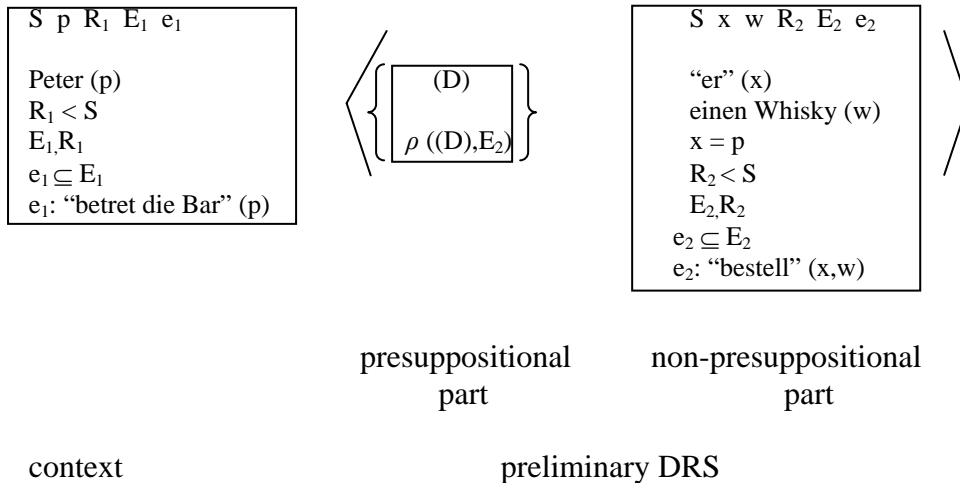 S p R₁ E₁ e₁
Peter (p)
R₁ < S
E₁,R₁
e₁ ⊆ E₁
e₁: “betret die Bar” (p)
(D)
ρ ((D),E₂)
S x w R₂ E₂ e₂
“er” (x)
einen Whisky (w)
x = p
R₂ < S
E₂,R₂
e₂ ⊆ E₂
e₂: “bestell” (x,w)
presuppositional
part
non-presuppositional
part
context
preliminary DRS